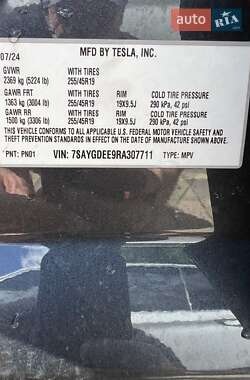 auto RIA
.com
07/24
MFD BY TESLA, INC.
GVWR WITH TIRES
2369 kg (5224 lb) 255/45R19
GAWR FRT WITH TIRES RIM COLD TIRE PRESSURE
1363 kg (3004 lb) 255/45R19 19X9.5J 290 kPa, 42 psi
GAWR RR WITH TIRES RIM COLD TIRE PRESSURE
1500 kg (3306 lb) 255/45R19 19X9.5J 290 kPa, 42 psi
THIS VEHICLE CONFORMS TO ALL APPLICABLE U.S. FEDERAL MOTOR VEHICLE SAFETY AND
THEFT PREVENTION STANDARDS IN EFFECT ON THE DATE OF MANUFACTURE SHOWN ABOVE.
PNT: PN01 VIN: 7SAYGDEE9RA307711 TYPE: MPV